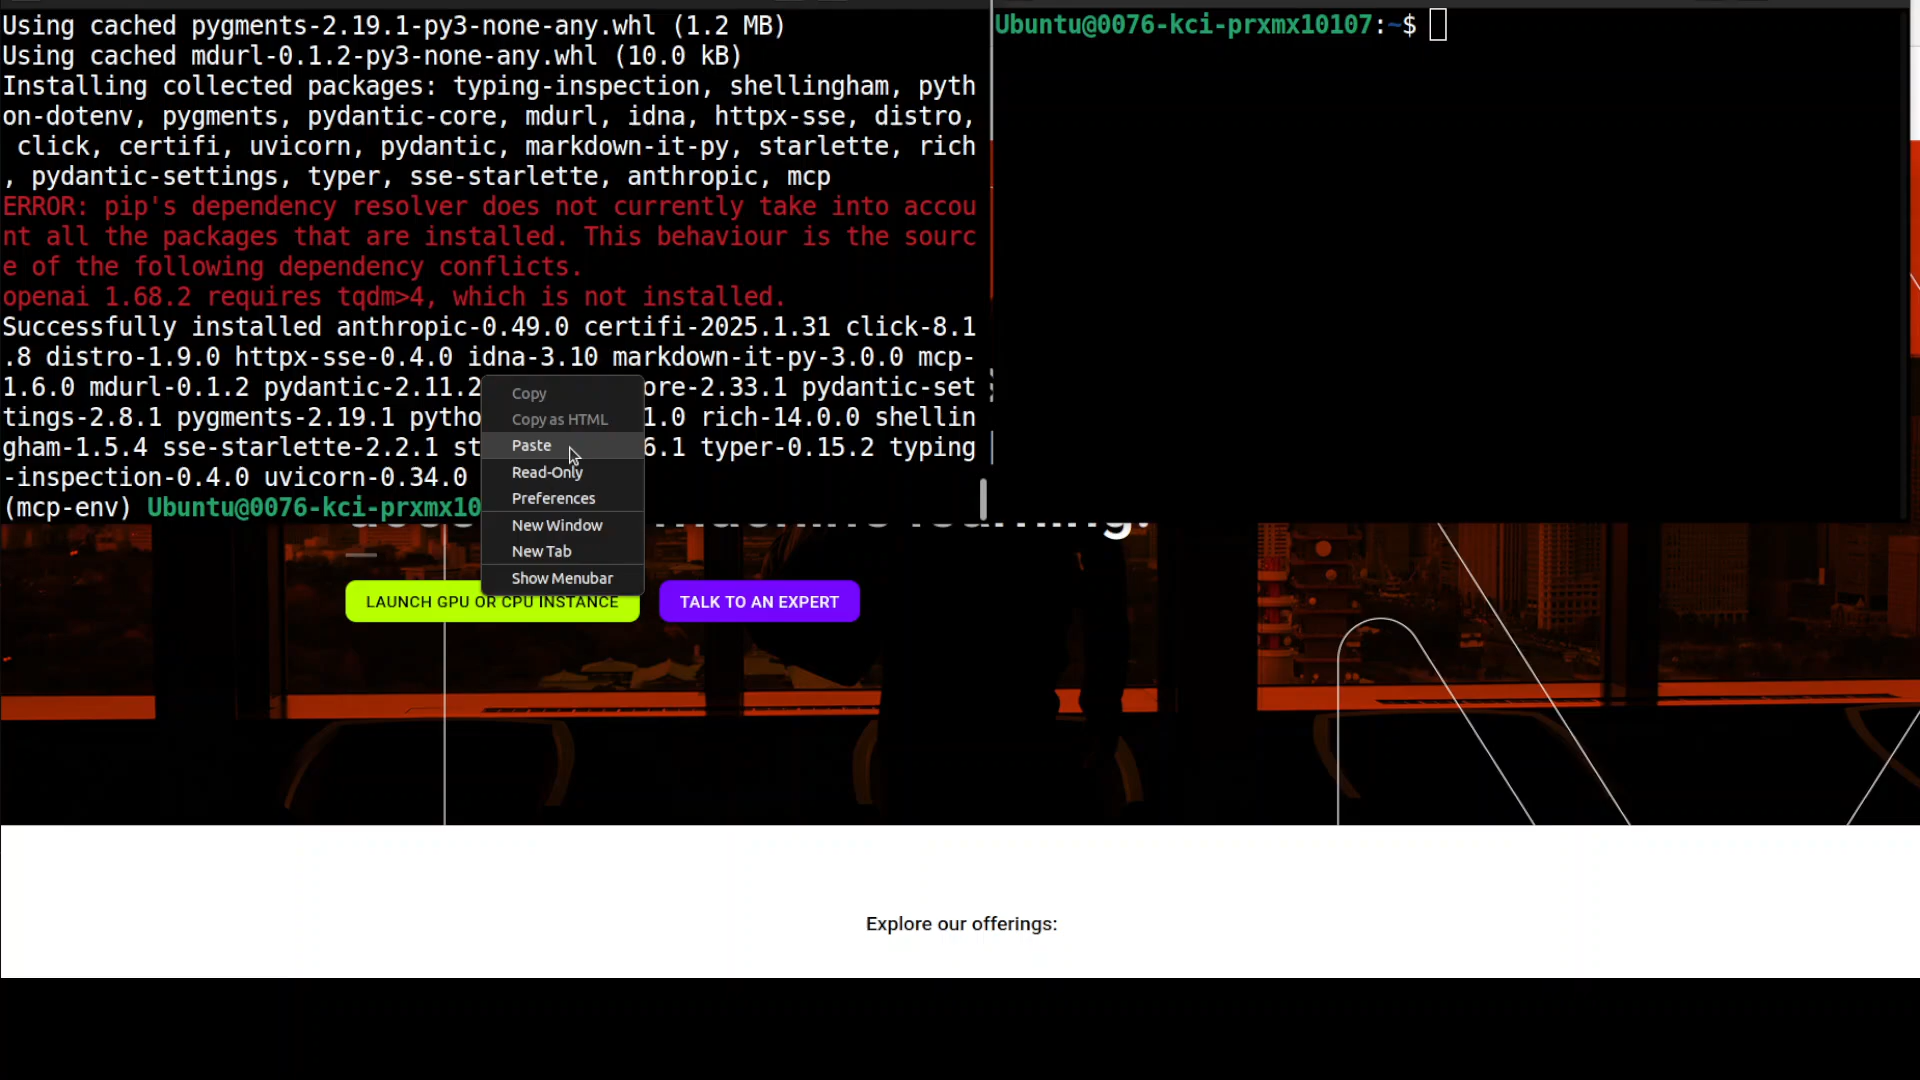 Using cached pygments-2.19.1-py3-none-any.whl (1.2 MB)
Using cached mdurl-0.1.2-py3-none-any.whl (10.0 kB)
Installing collected packages: typing-inspection, shellingham, pyth
on-dotenv, pygments, pydantic-core, mdurl, idna, httpx-sse, distro,
 click, certifi, uvicorn, pydantic, markdown-it-py, starlette, rich
, pydantic-settings, typer, sse-starlette, anthropic, mcp
ERROR: pip's dependency resolver does not currently take into accou
nt all the packages that are installed. This behaviour is the sourc
e of the following dependency conflicts.
openai 1.68.2 requires tqdm>4, which is not installed.
Successfully installed anthropic-0.49.0 certifi-2025.1.31 click-8.1
.8 distro-1.9.0 httpx-sse-0.4.0 idna-3.10 markdown-it-py-3.0.0 mcp-
1.6.0 mdurl-0.1.2 pydantic-2.11.2 ore-2.33.1 pydantic-set
tings-2.8.1 pygments-2.19.1 pytho 1.0 rich-14.0.0 shellin
gham-1.5.4 sse-starlette-2.2.1 st 6.1 typer-0.15.2 typing
-inspection-0.4.0 uvicorn-0.34.0
(mcp-env) Ubuntu@0076-kci-prxmx10
Copy
Copy as HTML
Paste
Read-Only
Preferences
New Window
New Tab
Show Menubar
Ubuntu@0076-kci-prxmx10107:~$
LAUNCH GPU OR CPU INSTANCE
TALK TO AN EXPERT
Explore our offerings: